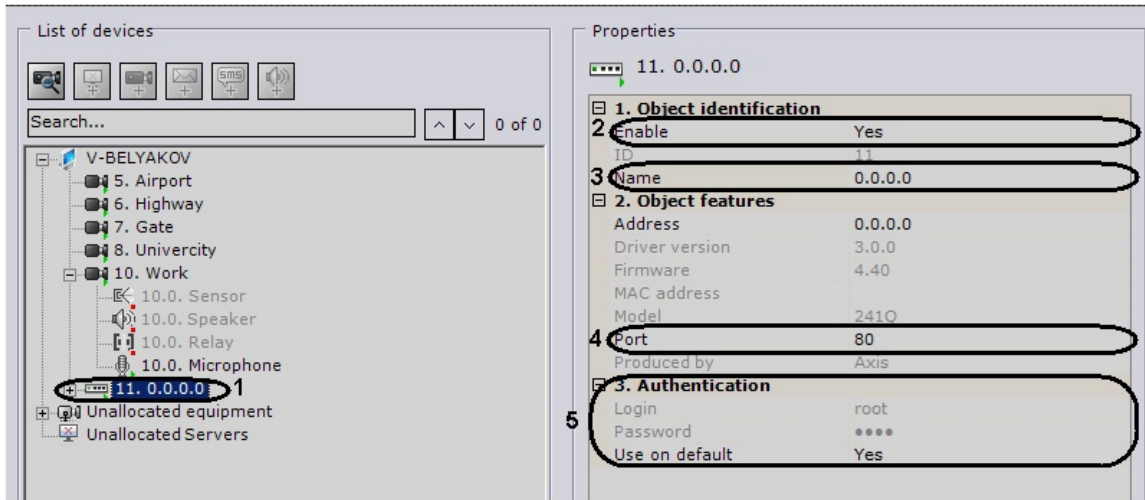 List of devices
SMS
Search...
0 of 0
V-BELYAKOV
5. Airport
6. Highway
7. Gate
8. Univercity
10. Work
10.0. Sensor
10.0. Speaker
10.0. Relay
10.0. Microphone
11. 0.0.0.0
1
Unallocated equipment
Unallocated Servers
Properties
11. 0.0.0.0
1. Object identification
2 Enable Yes
ID 11
3 Name 0.0.0.0
2. Object features
Address 0.0.0.0
Driver version 3.0.0
Firmware 4.40
MAC address
Model 241Q
4 Port 80
Produced by Axis
3. Authentication
Login root
5
Password ●●●●
Use on default Yes